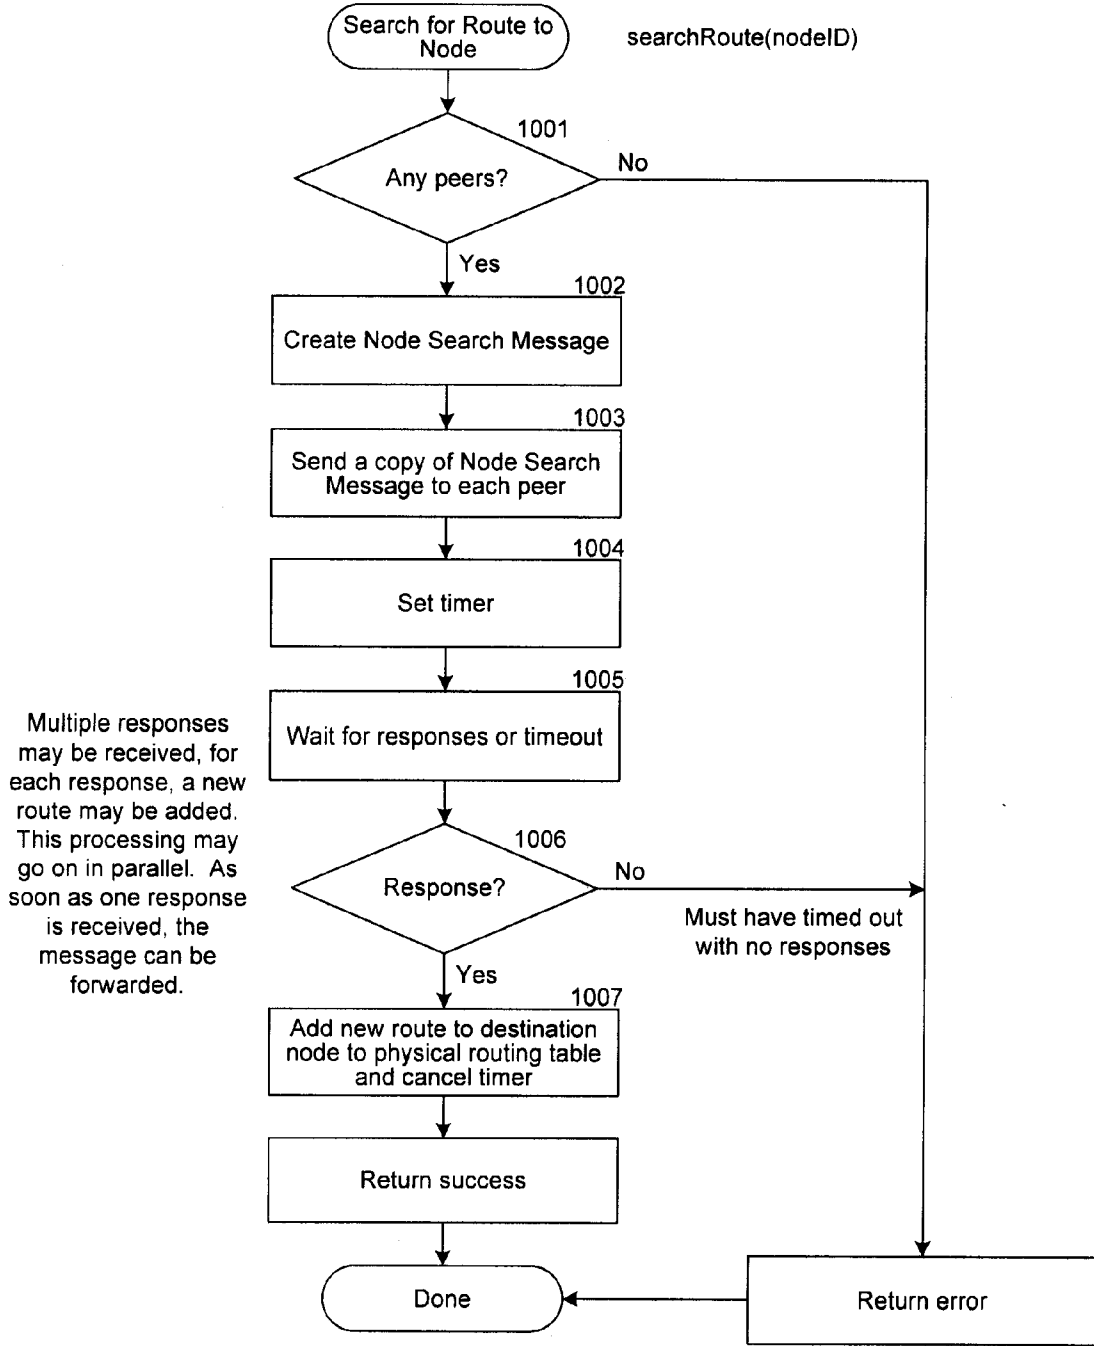 Search for Route to
Node
searchRoute(nodeID)
1001
Any peers?
No
Yes
1002
Create Node Search Message
1003
Send a copy of Node Search
Message to each peer
1004
Set timer
1005
Wait for responses or timeout
Multiple responses
may be received, for
each response, a new
route may be added.
This processing may
go on in parallel. As
soon as one response
is received, the
message can be
forwarded.
1006
Response?
No
Must have timed out
with no responses
Yes
1007
Add new route to destination
node to physical routing table
and cancel timer
Return success
Done
Return error